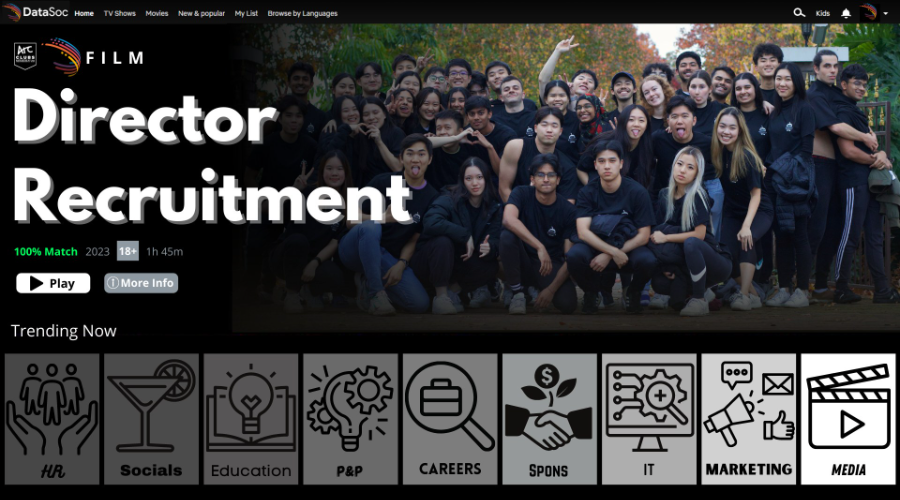 DataSoc Home TV Shows Movies New & popular My List Browse by Languages Kids
ArC
CLUBS
FILM
Director
Recruitment
100% Match 2023 18+ 1h 45m
Play More Info
Trending Now
HR Socials Education P&P CAREERS SPONS IT MARKETING MEDIA